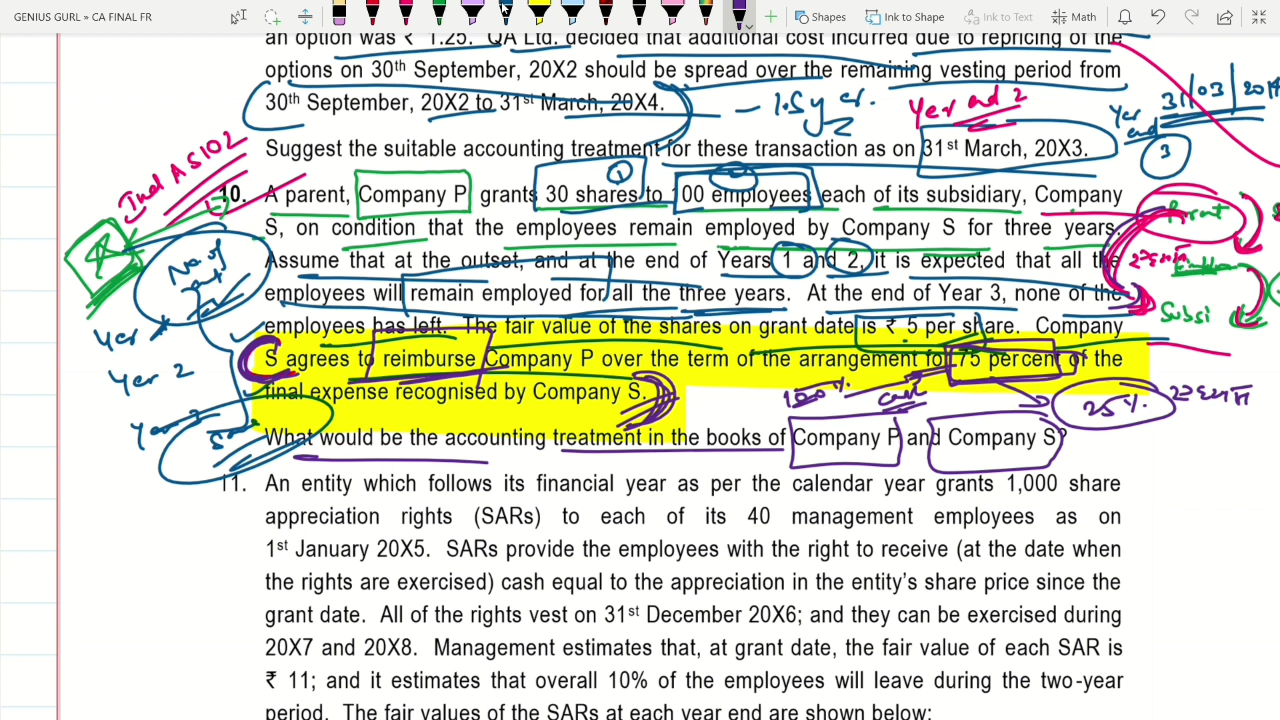 GENIUS GURL » CA FINAL FR
Shapes Ink to Shape Ink to Text Math
an option was ₹ 1.25. QA Ltd. decided that additional cost incurred due to repricing of the
options on 30th September, 20X2 should be spread over the remaining vesting period from
30th September, 20X2 to 31st March, 20X4.
- 1.5 yer.
Yer ad 2
Yer
ad
3
Suggest the suitable accounting treatment for these transaction as on 31st March, 20X3.
Ind AS 102
10. A parent, Company P grants 30 shares to 100 employees each of its subsidiary, Company
S, on condition that the employees remain employed by Company S for three years.
Assume that at the outset, and at the end of Years 1 and 2, it is expected that all the
employees will remain employed for all the three years. At the end of Year 3, none of the
employees has left. The fair value of the shares on grant date is ₹ 5 per share. Company
S agrees to reimburse Company P over the term of the arrangement for 75 percent of the
final expense recognised by Company S.
What would be the accounting treatment in the books of Company P and Company S?
1
No of
Yer
Yer 2
Parent
Subsi
100%
cash
25%
11. An entity which follows its financial year as per the calendar year grants 1,000 share
appreciation rights (SARs) to each of its 40 management employees as on
1st January 20X5. SARs provide the employees with the right to receive (at the date when
the rights are exercised) cash equal to the appreciation in the entity's share price since the
grant date. All of the rights vest on 31st December 20X6; and they can be exercised during
20X7 and 20X8. Management estimates that, at grant date, the fair value of each SAR is
₹ 11; and it estimates that overall 10% of the employees will leave during the two-year
period. The fair values of the SARs at each year end are shown below: